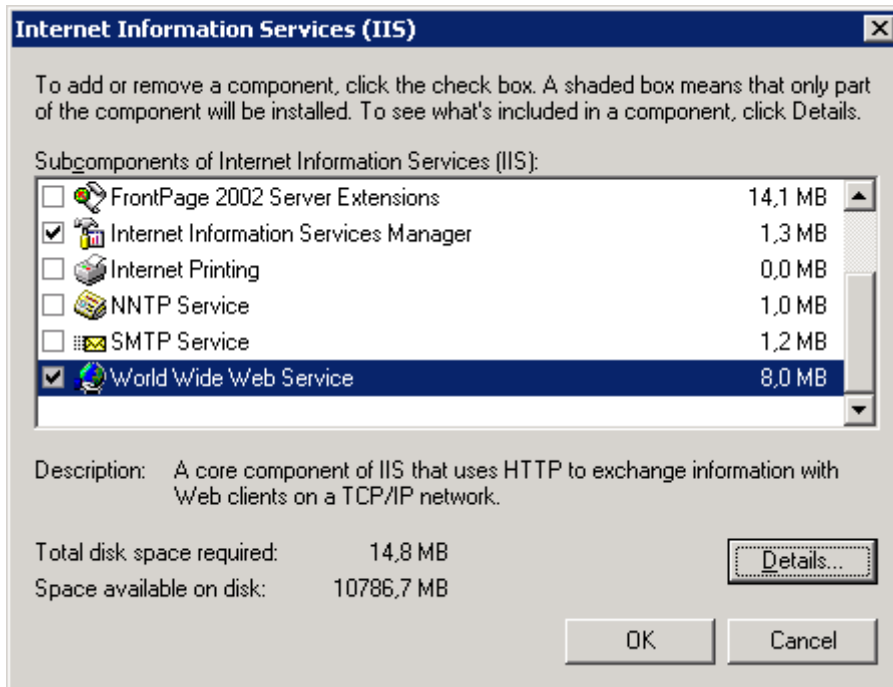 Internet Information Services (IIS)
To add or remove a component, click the check box. A shaded box means that only part
of the component will be installed. To see what's included in a component, click Details.
Subcomponents of Internet Information Services (IIS):
FrontPage 2002 Server Extensions 14,1 MB
Internet Information Services Manager 1,3 MB
Internet Printing 0,0 MB
NNTP Service 1,0 MB
SMTP Service 1,2 MB
World Wide Web Service 8,0 MB
Description: A core component of IIS that uses HTTP to exchange information with
Web clients on a TCP/IP network.
Total disk space required: 14,8 MB
Space available on disk: 10786,7 MB
Details...
OK Cancel